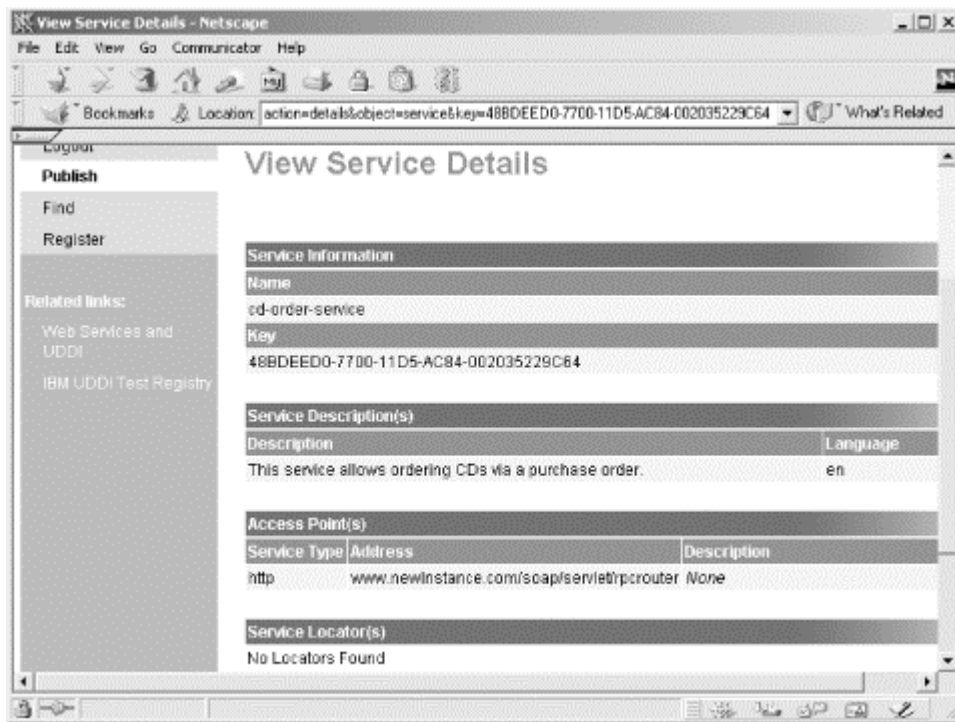 View Service Details - Netscape
File Edit View Go Communicator Help
Bookmarks Location: action=details&object=service&key=48BDEED0-7700-11D5-AC84-002035229C64 What's Related
Logout
Publish
Find
Register
Related links:
Web Services and
UDDI
IBM UDDI Test Registry
View Service Details
Service Information
Name
cd-order-service
Key
48BDEED0-7700-11D5-AC84-002035229C64
Service Description(s)
Description Language
This service allows ordering CDs via a purchase order. en
Access Point(s)
Service Type Address Description
http www.newInstance.com/soap/servlet/rpcrouter None
Service Locator(s)
No Locators Found